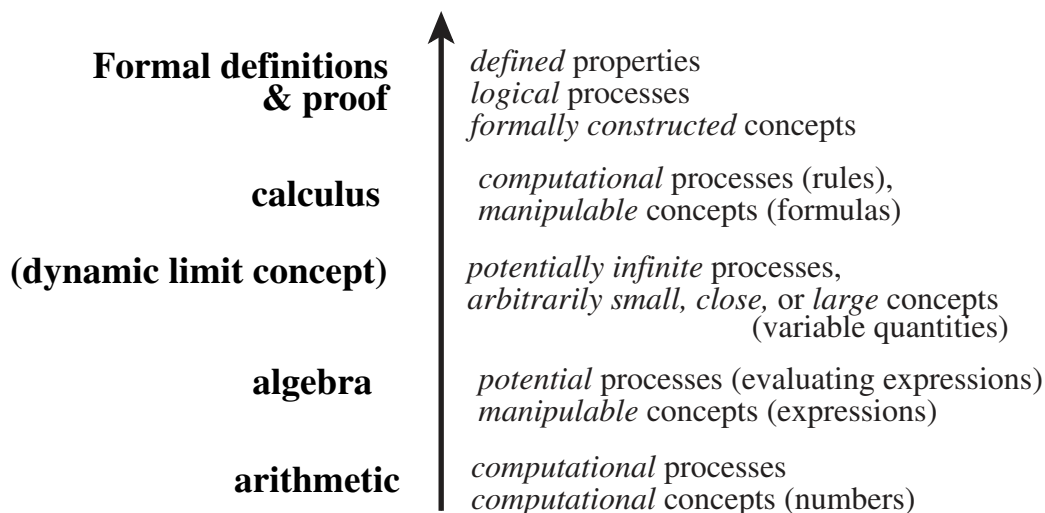 Formal definitions
& proof
defined properties
logical processes
formally constructed concepts
calculus
computational processes (rules),
manipulable concepts (formulas)
(dynamic limit concept)
potentially infinite processes,
arbitrarily small, close, or large concepts
(variable quantities)
algebra
potential processes (evaluating expressions)
manipulable concepts (expressions)
arithmetic
computational processes
computational concepts (numbers)